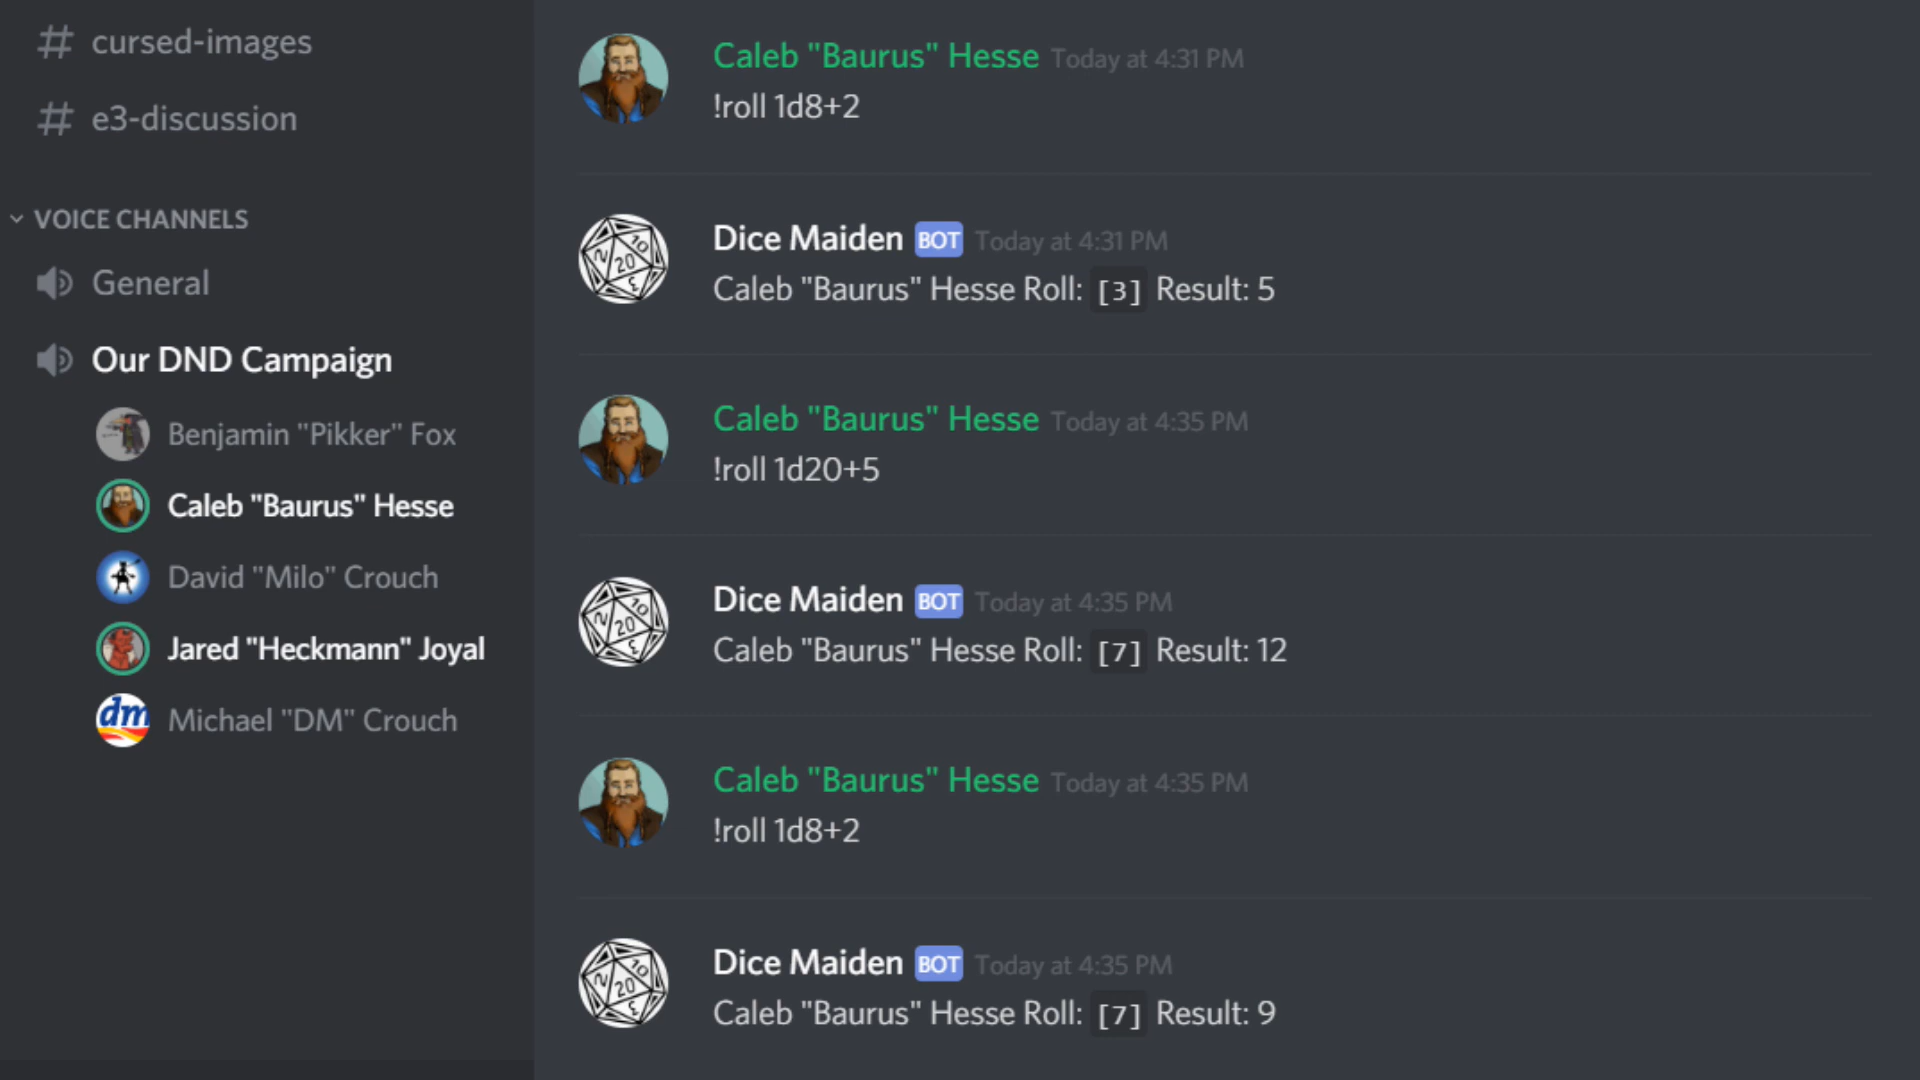 # cursed-images
# e3-discussion
VOICE CHANNELS
General
Our DND Campaign
Benjamin "Pikker" Fox
Caleb "Baurus" Hesse
David "Milo" Crouch
Jared "Heckmann" Joyal
dm
Michael "DM" Crouch
Caleb "Baurus" Hesse Today at 4:31 PM
!roll 1d8+2
Dice Maiden BOT Today at 4:31 PM
Caleb "Baurus" Hesse Roll: [3] Result: 5
Caleb "Baurus" Hesse Today at 4:35 PM
!roll 1d20+5
Dice Maiden BOT Today at 4:35 PM
Caleb "Baurus" Hesse Roll: [7] Result: 12
Caleb "Baurus" Hesse Today at 4:35 PM
!roll 1d8+2
Dice Maiden BOT Today at 4:35 PM
Caleb "Baurus" Hesse Roll: [7] Result: 9